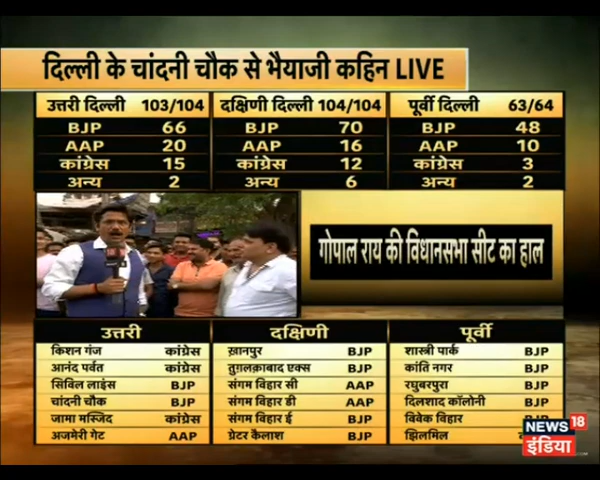 दिल्ली के चांदनी चौक से भैयाजी कहिन LIVE
उत्तरी दिल्ली 103/104
BJP 66
AAP 20
कांग्रेस 15
अन्य 2
दक्षिणी दिल्ली 104/104
BJP 70
AAP 16
कांग्रेस 12
अन्य 6
पूर्वी दिल्ली 63/64
BJP 48
AAP 10
कांग्रेस 3
अन्य 2
गोपाल राय की विधानसभा सीट का हाल
उत्तरी
किशन गंज कांग्रेस
आनंद पर्वत कांग्रेस
सिविल लाइंस BJP
चांदनी चौक BJP
जामा मस्जिद कांग्रेस
अजमेरी गेट AAP
दक्षिणी
ख़ानपुर BJP
तुग़लक़ाबाद एक्स BJP
संगम विहार सी AAP
संगम विहार डी AAP
संगम विहार ई BJP
ग्रेटर कैलाश BJP
पूर्वी
शास्त्री पार्क BJP
कांति नगर BJP
रघुबरपुरा BJP
दिलशाद कॉलोनी BJP
विवेक विहार BJP
झिलमिल
NEWS 18
इंडिया